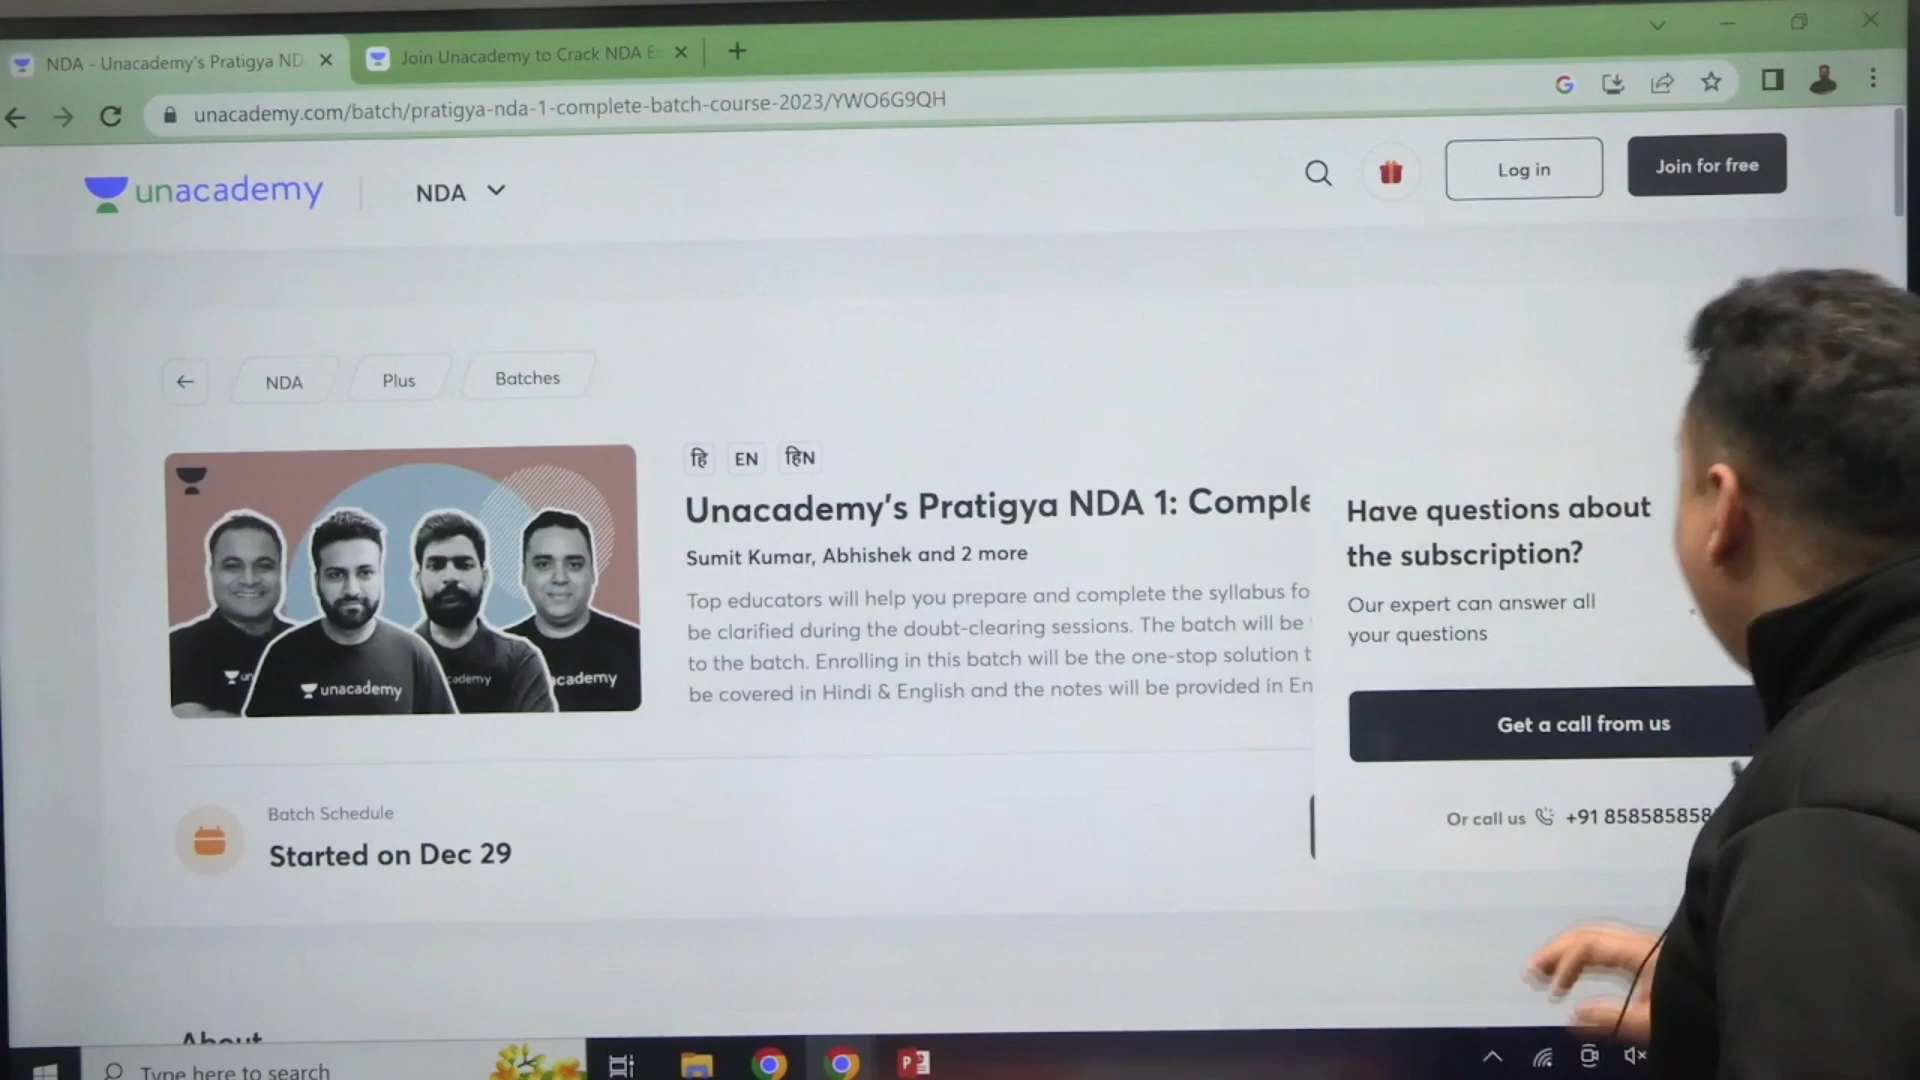 NDA - Unacademy's Pratigya ND
Join Unacademy to Crack NDA E
unacademy.com/batch/pratigya-nda-1-complete-batch-course-2023/YWO6G9QH
unacademy
NDA
Log in
Join for free
NDA
Plus
Batches
हि
EN
हिN
Unacademy's Pratigya NDA 1: Comple
Sumit Kumar, Abhishek and 2 more
Top educators will help you prepare and complete the syllabus fo
be clarified during the doubt-clearing sessions. The batch will be
to the batch. Enrolling in this batch will be the one-stop solution t
be covered in Hindi & English and the notes will be provided in En
un
unacademy
cademy
academy
Have questions about
the subscription?
Our expert can answer all
your questions
Get a call from us
Or call us +91 858585858
Batch Schedule
Started on Dec 29
About
Type here to search